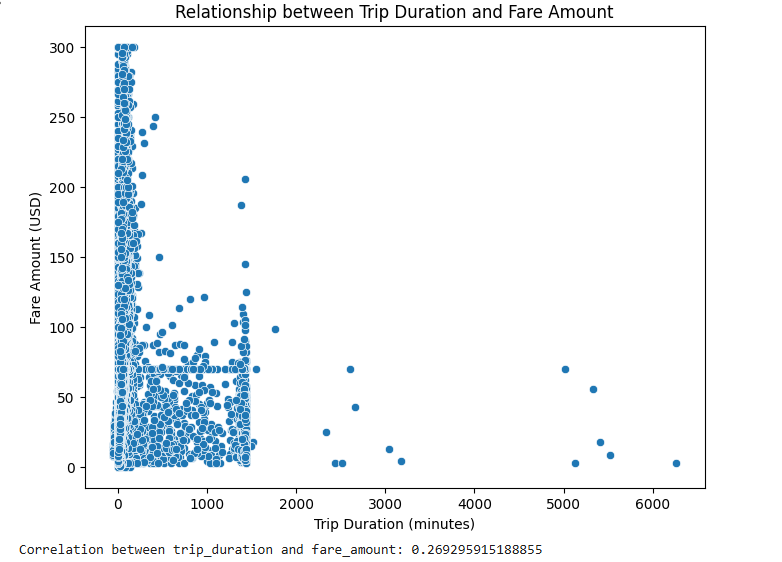 Relationship between Trip Duration and Fare Amount
300
250
200
150
100
50
0
Fare Amount (USD)
0 1000 2000 3000 4000 5000 6000
Trip Duration (minutes)
Correlation between trip_duration and fare_amount: 0.269295915188855